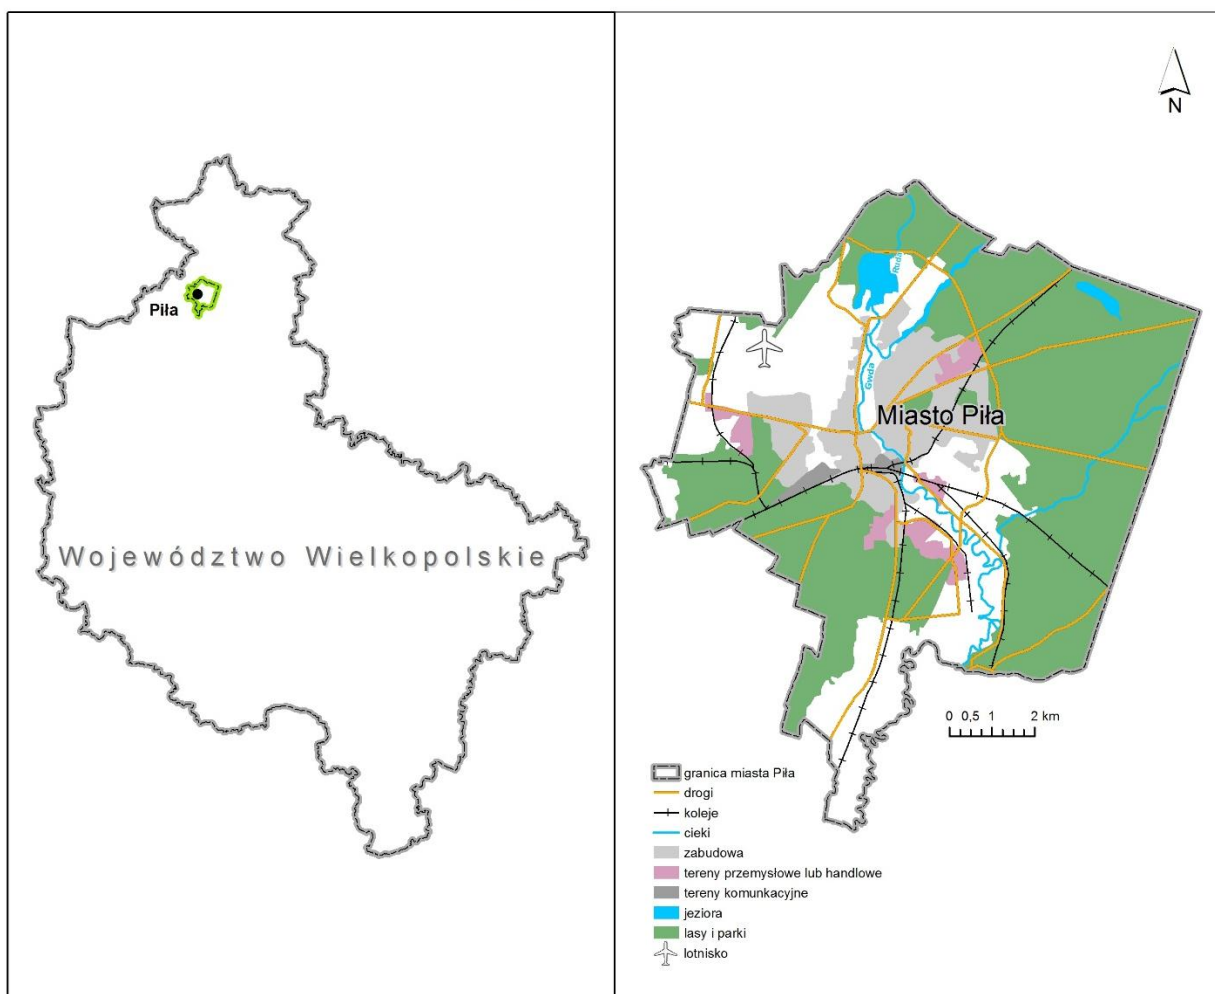 Piła
Województwo Wielkopolskie
N
Ruda
Gwda
Miasto Piła
0 0,5 1 2 km
granica miasta Piła
drogi
koleje
cieki
zabudowa
tereny przemysłowe lub handlowe
tereny komunkacyjne
jeziora
lasy i parki
lotnisko